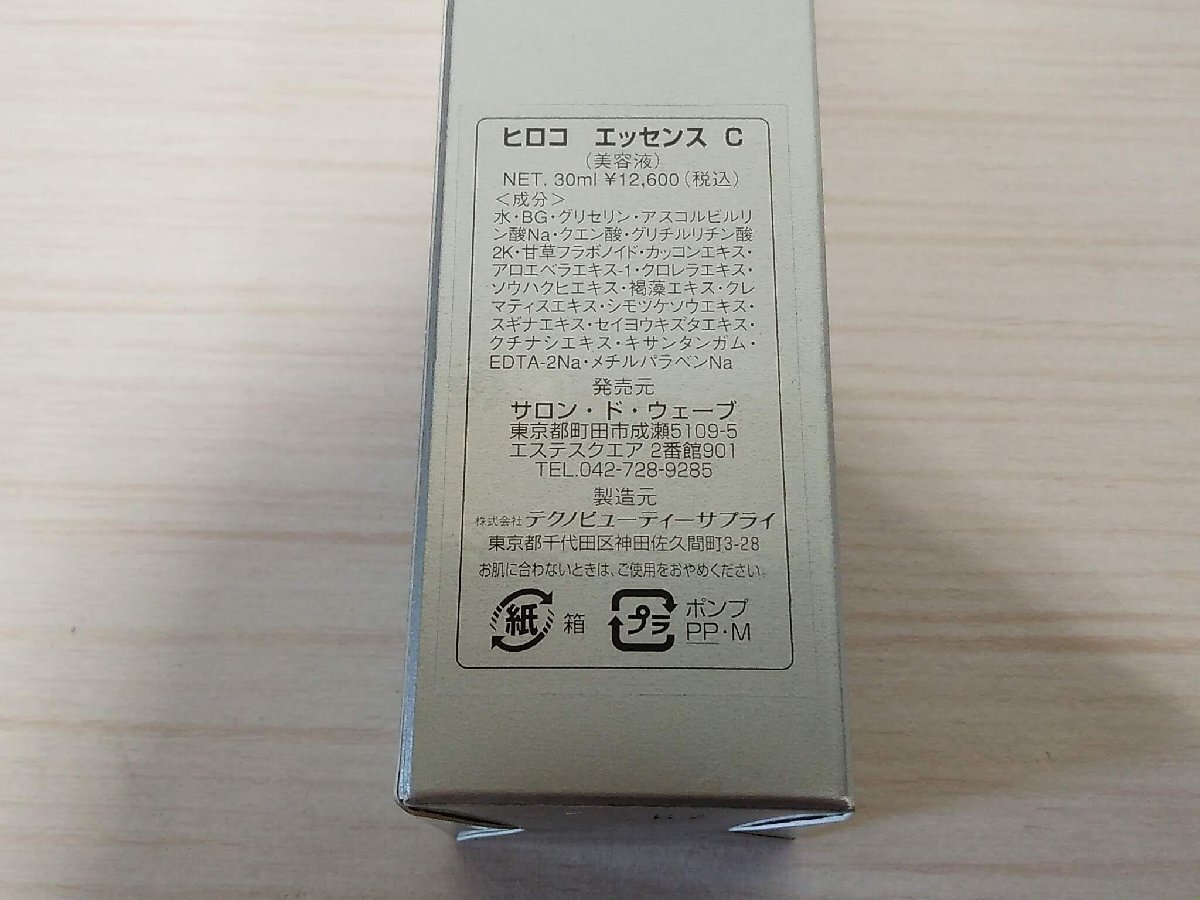 ヒロコ エッセンス C
(美容液)
NET. 30ml ¥12,600(税込)
<成分>
水・BG・グリセリン・アスコルビルリ
ン酸Na・クエン酸・グリチルリチン酸
2K・甘草フラボノイド・カッコンエキス・
アロエベラエキス-1・クロレラエキス・
ソウハクヒエキス・褐藻エキス・クレ
マティスエキス・シモツケソウエキス・
スギナエキス・セイヨウキズタエキス・
クチナシエキス・キサンタンガム・
EDTA-2Na・メチルパラベンNa
発売元
サロン・ド・ウェーブ
東京都町田市成瀬5109-5
エステスクエア 2番館901
TEL.042-728-9285
製造元
株式会社 テクノビューティーサプライ
東京都千代田区神田佐久間町3-28
お肌に合わないときは、ご使用をおやめください。
紙 箱 プラ ポンプ
PP・M